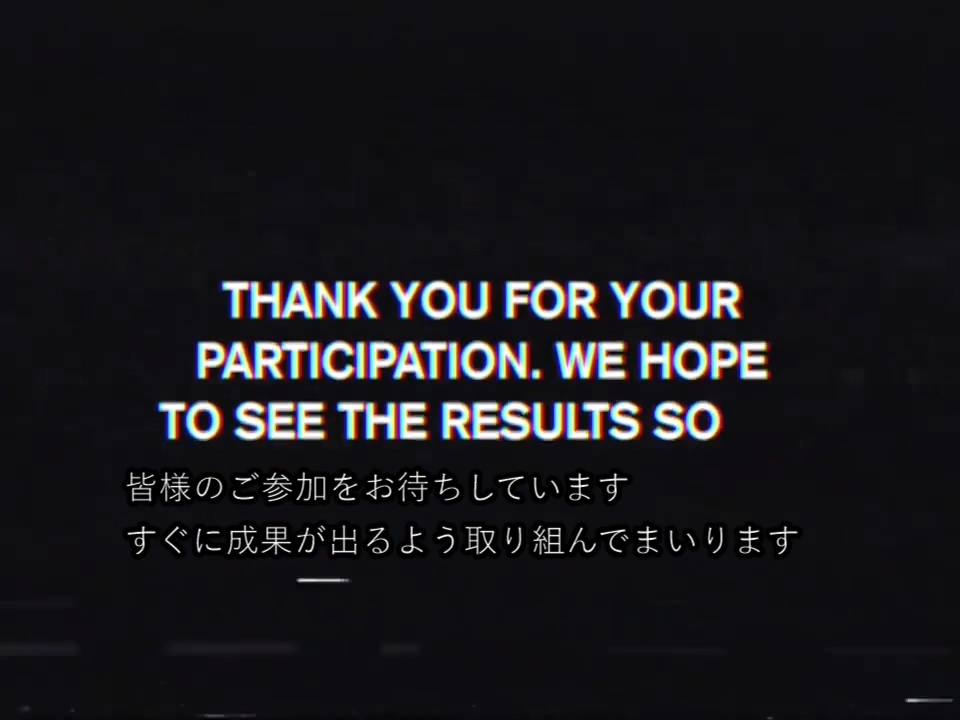 THANK YOU FOR YOUR
PARTICIPATION. WE HOPE
TO SEE THE RESULTS SO
皆様のご参加をお待ちしています
すぐに成果が出るよう取り組んでまいります